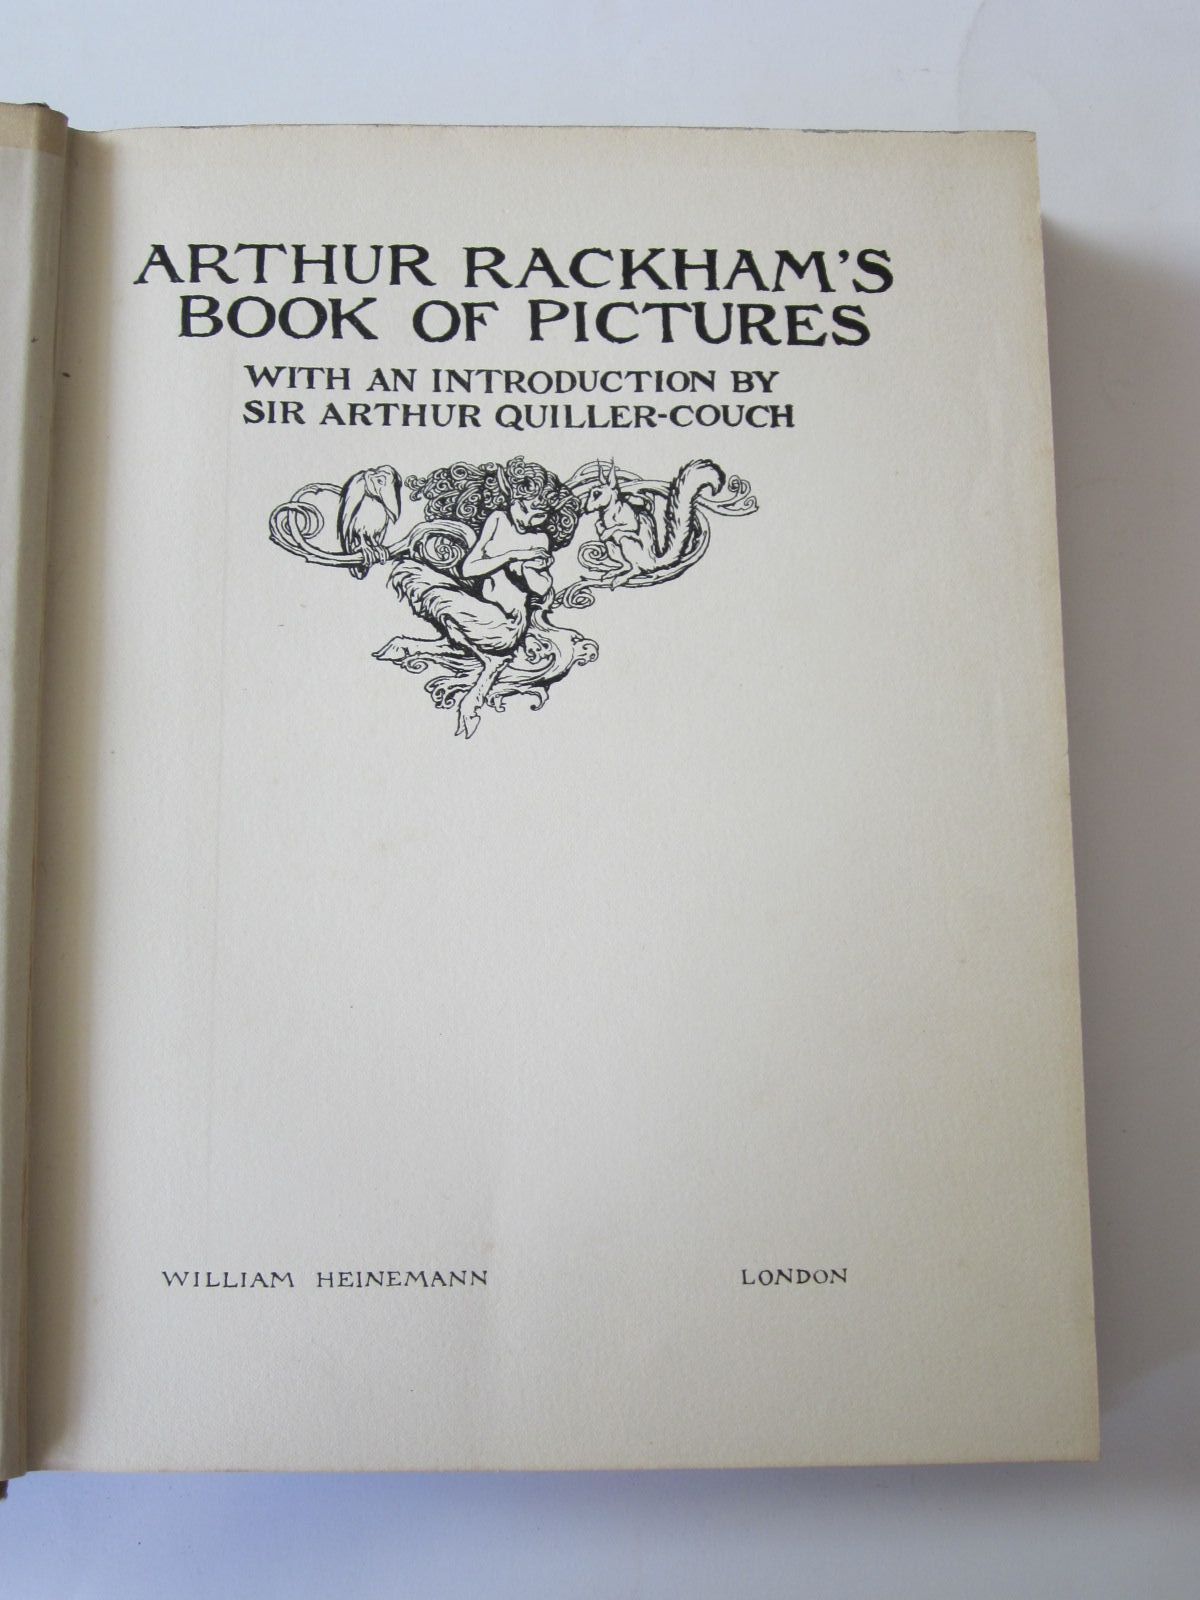 ARTHUR RACKHAM'S
BOOK OF PICTURES
WITH AN INTRODUCTION BY
SIR ARTHUR QUILLER-COUCH
WILLIAM HEINEMANN LONDON